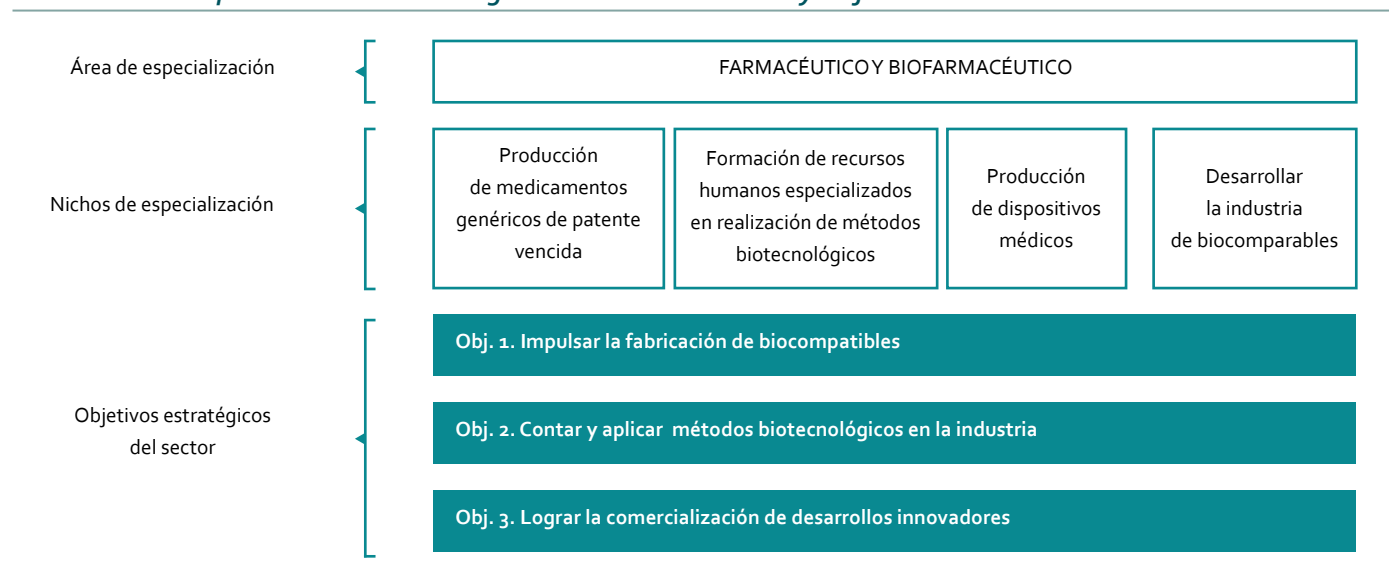 Área de especialización
FARMACÉUTICO Y BIOFARMACÉUTICO
Nichos de especialización
Producción
de medicamentos
genéricos de patente
vencida
Formación de recursos
humanos especializados
en realización de métodos
biotecnológicos
Producción
de dispositivos
médicos
Desarrollar
la industria
de biocomparables
Objetivos estratégicos
del sector
Obj. 1. Impulsar la fabricación de biocompatibles
Obj. 2. Contar y aplicar métodos biotecnológicos en la industria
Obj. 3. Lograr la comercialización de desarrollos innovadores